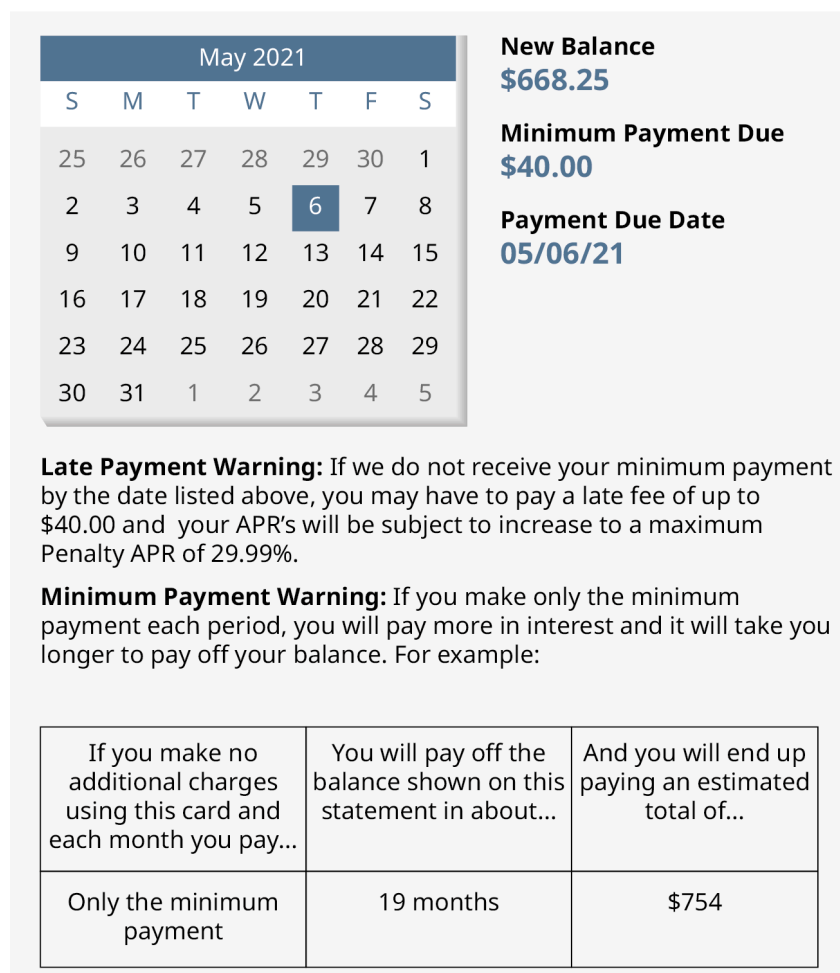 May 2021
S M T W T F S
25 26 27 28 29 30 1
2 3 4 5 6 7 8
9 10 11 12 13 14 15
16 17 18 19 20 21 22
23 24 25 26 27 28 29
30 31 1 2 3 4 5
New Balance
$668.25
Minimum Payment Due
$40.00
Payment Due Date
05/06/21
Late Payment Warning: If we do not receive your minimum payment
by the date listed above, you may have to pay a late fee of up to
$40.00 and  your APR’s will be subject to increase to a maximum
Penalty APR of 29.99%.
Minimum Payment Warning: If you make only the minimum
payment each period, you will pay more in interest and it will take you
longer to pay off your balance. For example:
If you make no
additional charges
using this card and
each month you pay...
You will pay off the
balance shown on this
statement in about...
And you will end up
paying an estimated
total of...
Only the minimum
payment
19 months
$754